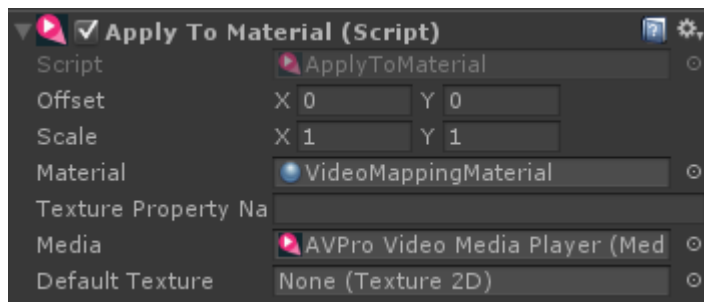 Apply To Material (Script)
Script ApplyToMaterial
Offset X 0 Y 0
Scale X 1 Y 1
Material VideoMappingMaterial
Texture Property Na
Media AVPro Video Media Player (Med
Default Texture None (Texture 2D)